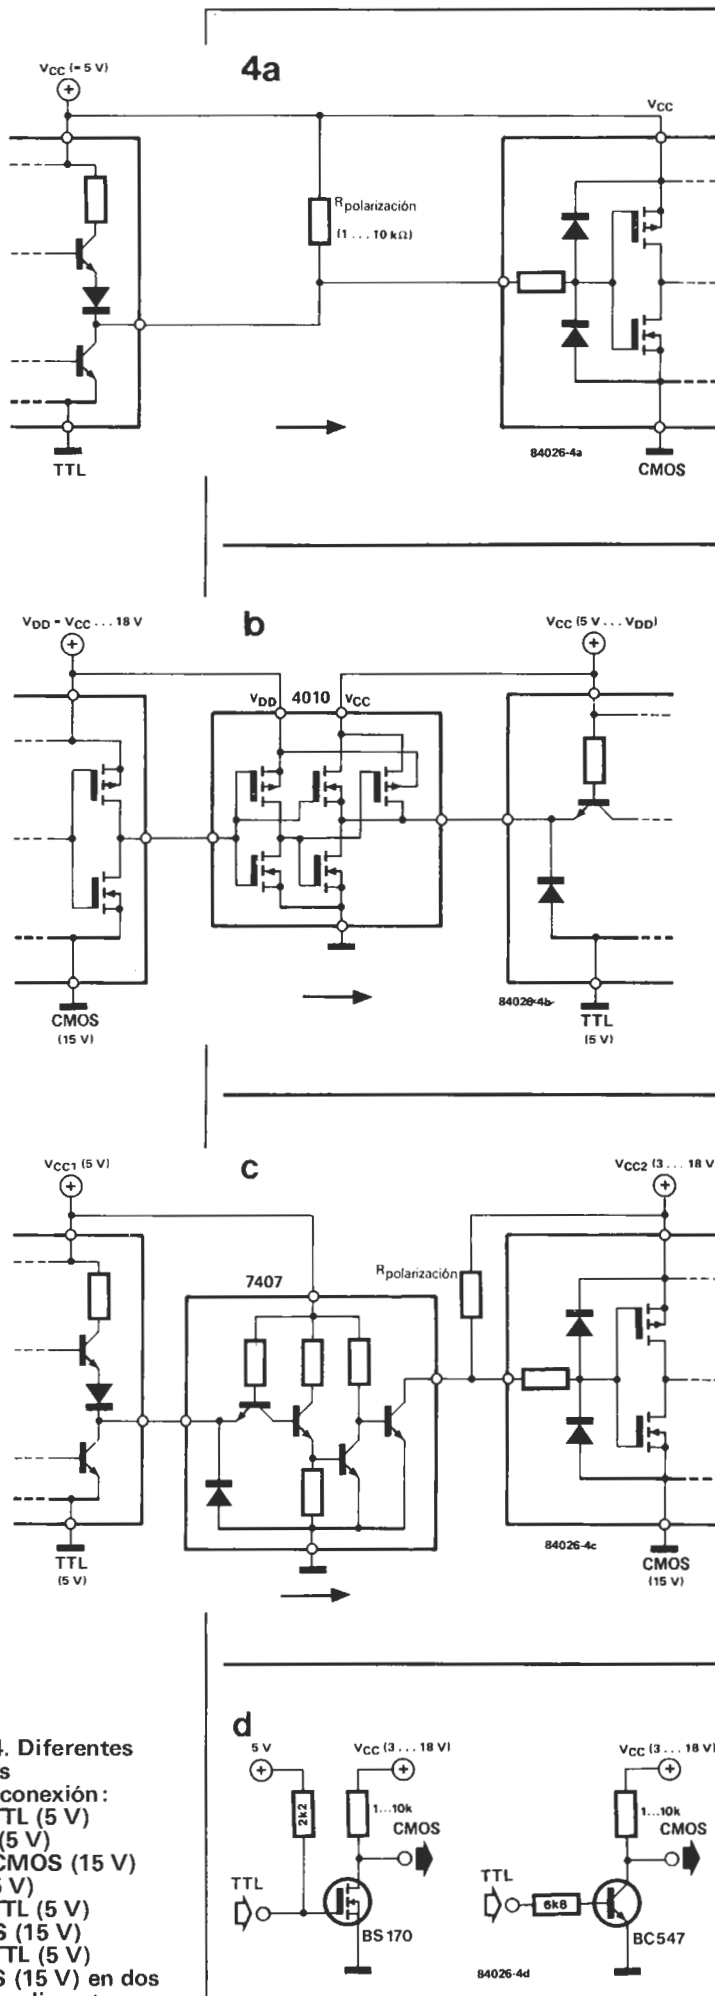 4a
VCC (= 5 V)
VCC
Rpolarización
(1 ... 10 kΩ)
84026-4a
TTL
CMOS
b
VDD = VCC ... 18 V
VCC (5 V ... VDD)
VDD 4010 VCC
84026-4b
CMOS
(15 V)
TTL
(5 V)
c
VCC1 (5 V)
VCC2 (3 ... 18 V
7407
Rpolarización
84026-4c
TTL
(5 V)
CMOS
(15 V)
4. Diferentes
s
conexión:
TTL (5 V)
(5 V)
CMOS (15 V)
5 V)
TTL (5 V)
S (15 V)
TTL (5 V)
S (15 V) en dos
d
5 V
VCC (3 ... 18 V)
2k2
1...10k
CMOS
TTL
BS170
VCC (3 ... 18 V)
1...10k
CMOS
TTL
6k8
BC547
84026-4d